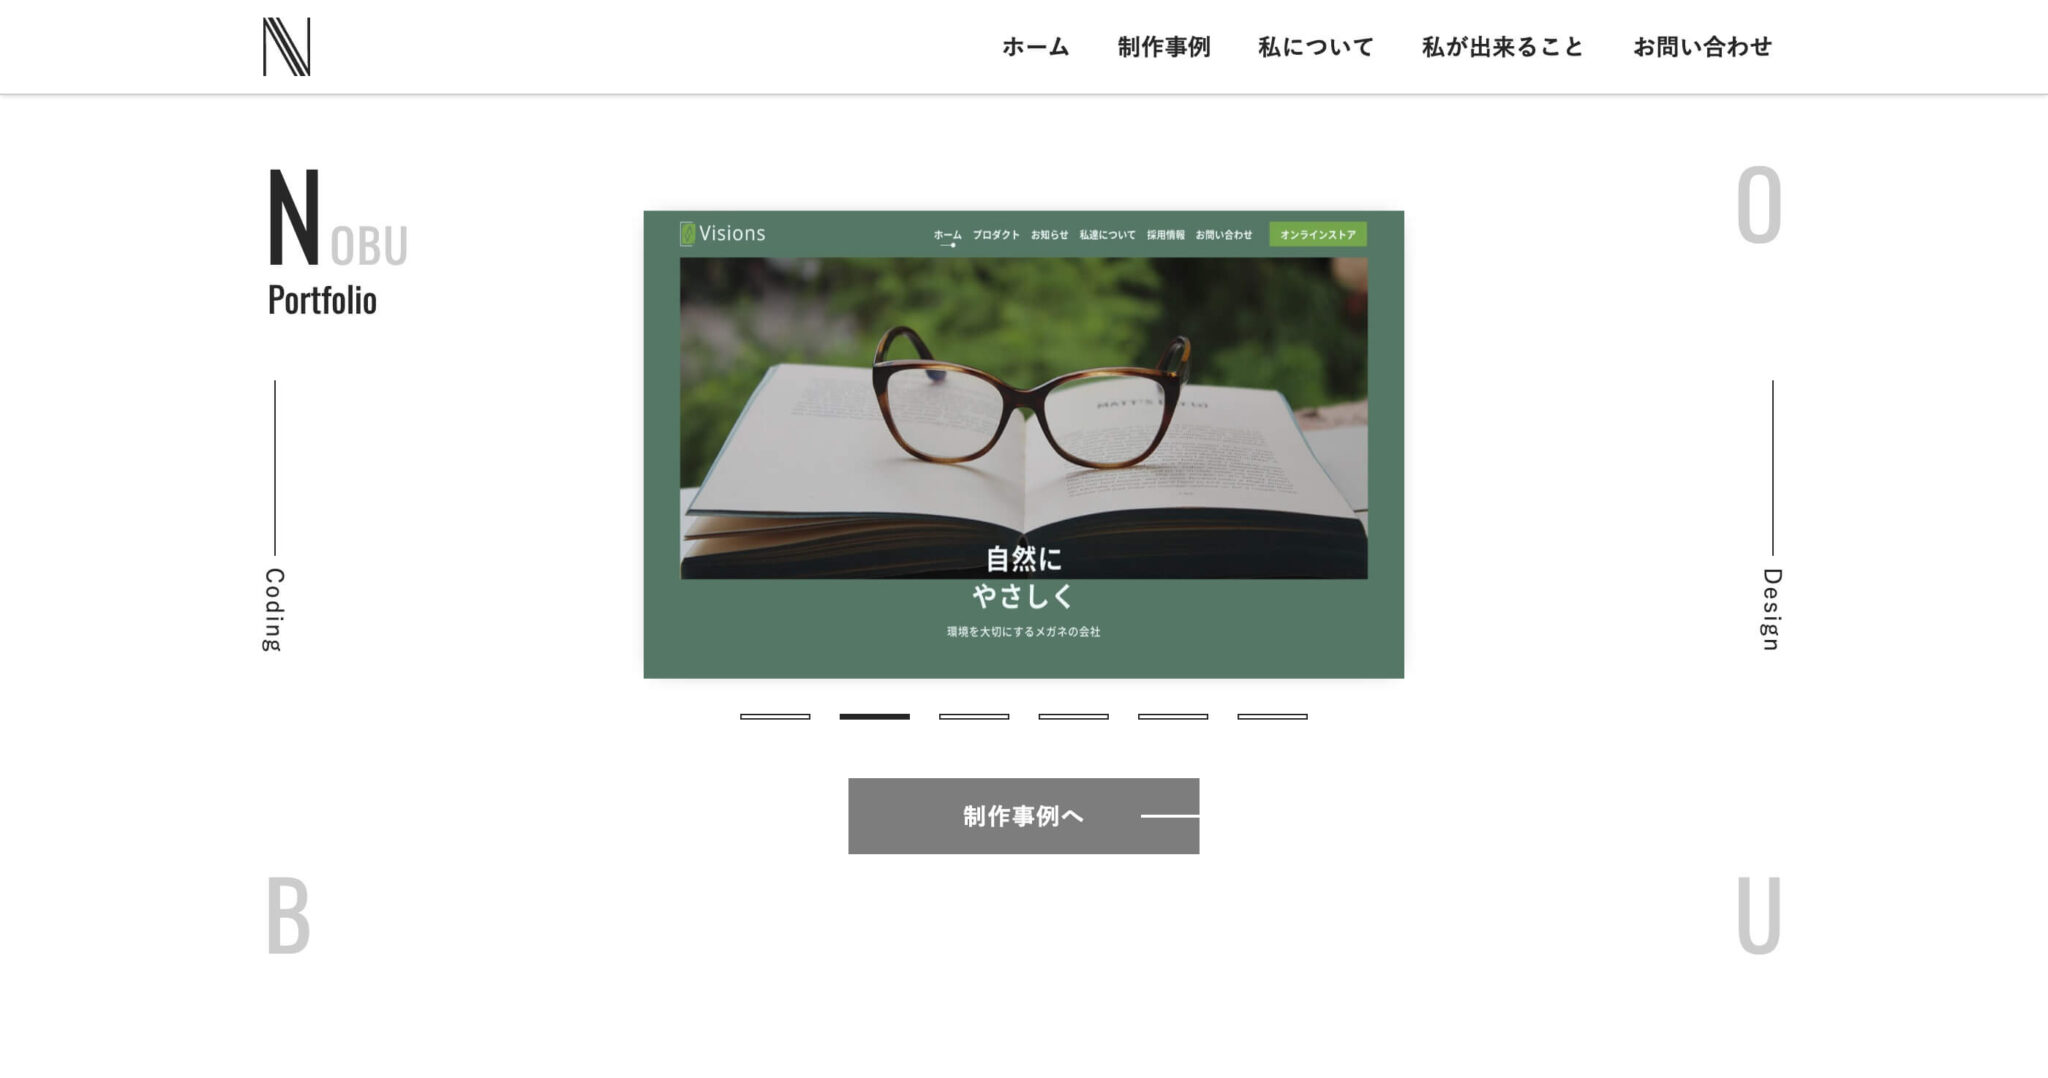 N
ホーム 制作事例 私について 私が出来ること お問い合わせ
NOBU
Portfolio
O
Visions
ホーム プロダクト お知らせ 私達について 採用情報 お問い合わせ オンラインストア
自然に
やさしく
環境を大切にするメガネの会社
Coding
Design
制作事例へ
B
U